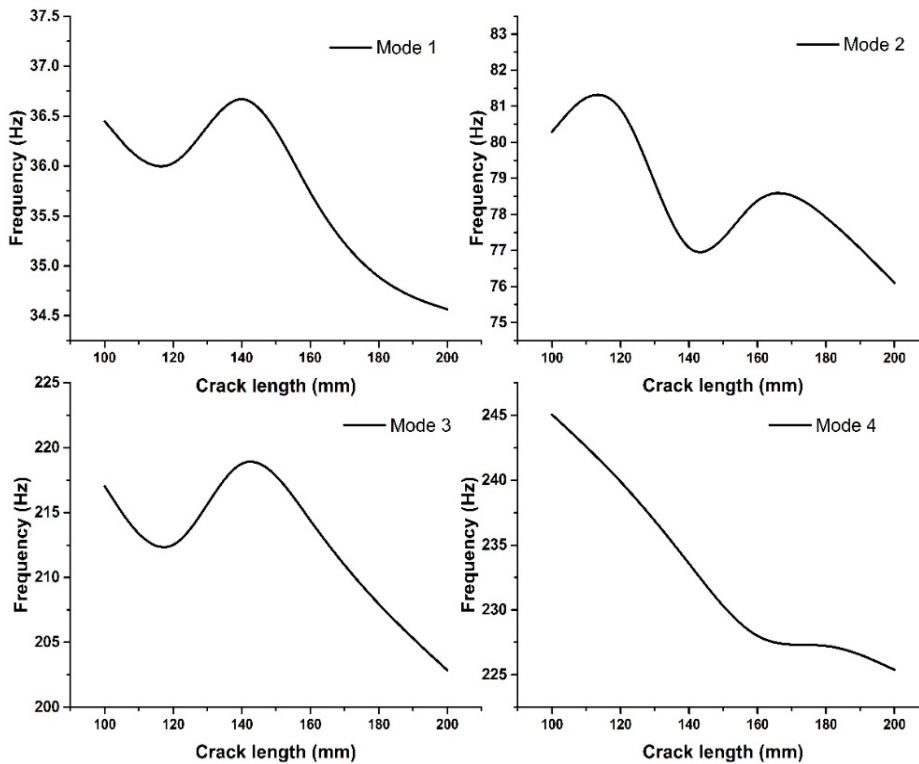 37.5
37.0
36.5
36.0
35.5
35.0
34.5
Frequency (Hz)
Mode 1
100 120 140 160 180 200
Crack length (mm)
83
82
81
80
79
78
77
76
75
Frequency (Hz)
Mode 2
100 120 140 160 180 200
Crack length (mm)
225
220
215
210
205
200
Frequency (Hz)
Mode 3
100 120 140 160 180 200
Crack length (mm)
245
240
235
230
225
Frequency (Hz)
Mode 4
100 120 140 160 180 200
Crack length (mm)